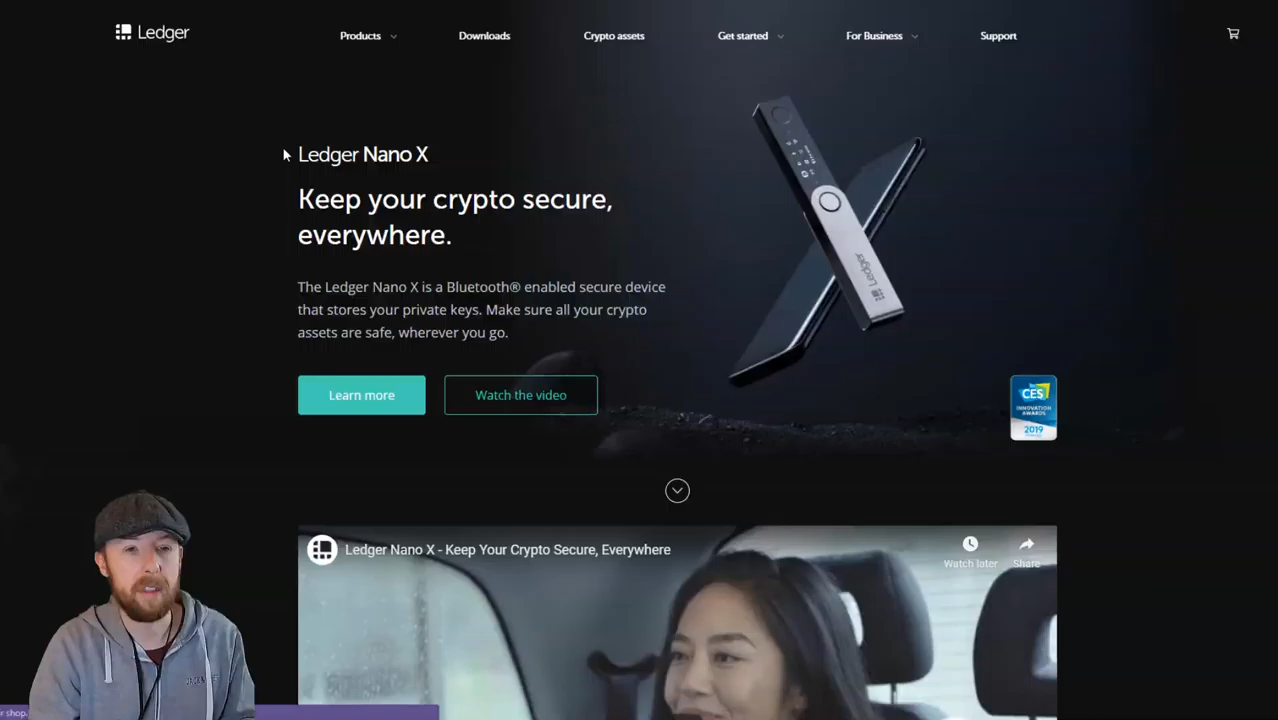 Ledger
Products
Downloads
Crypto assets
Get started
For Business
Support
Ledger Nano X
Keep your crypto secure,
everywhere.
The Ledger Nano X is a Bluetooth® enabled secure device
that stores your private keys. Make sure all your crypto
assets are safe, wherever you go.
Learn more
Watch the video
Ledger
CES
INNOVATION
AWARDS
2019
Ledger Nano X - Keep Your Crypto Secure, Everywhere
Watch later
Share
r shop.